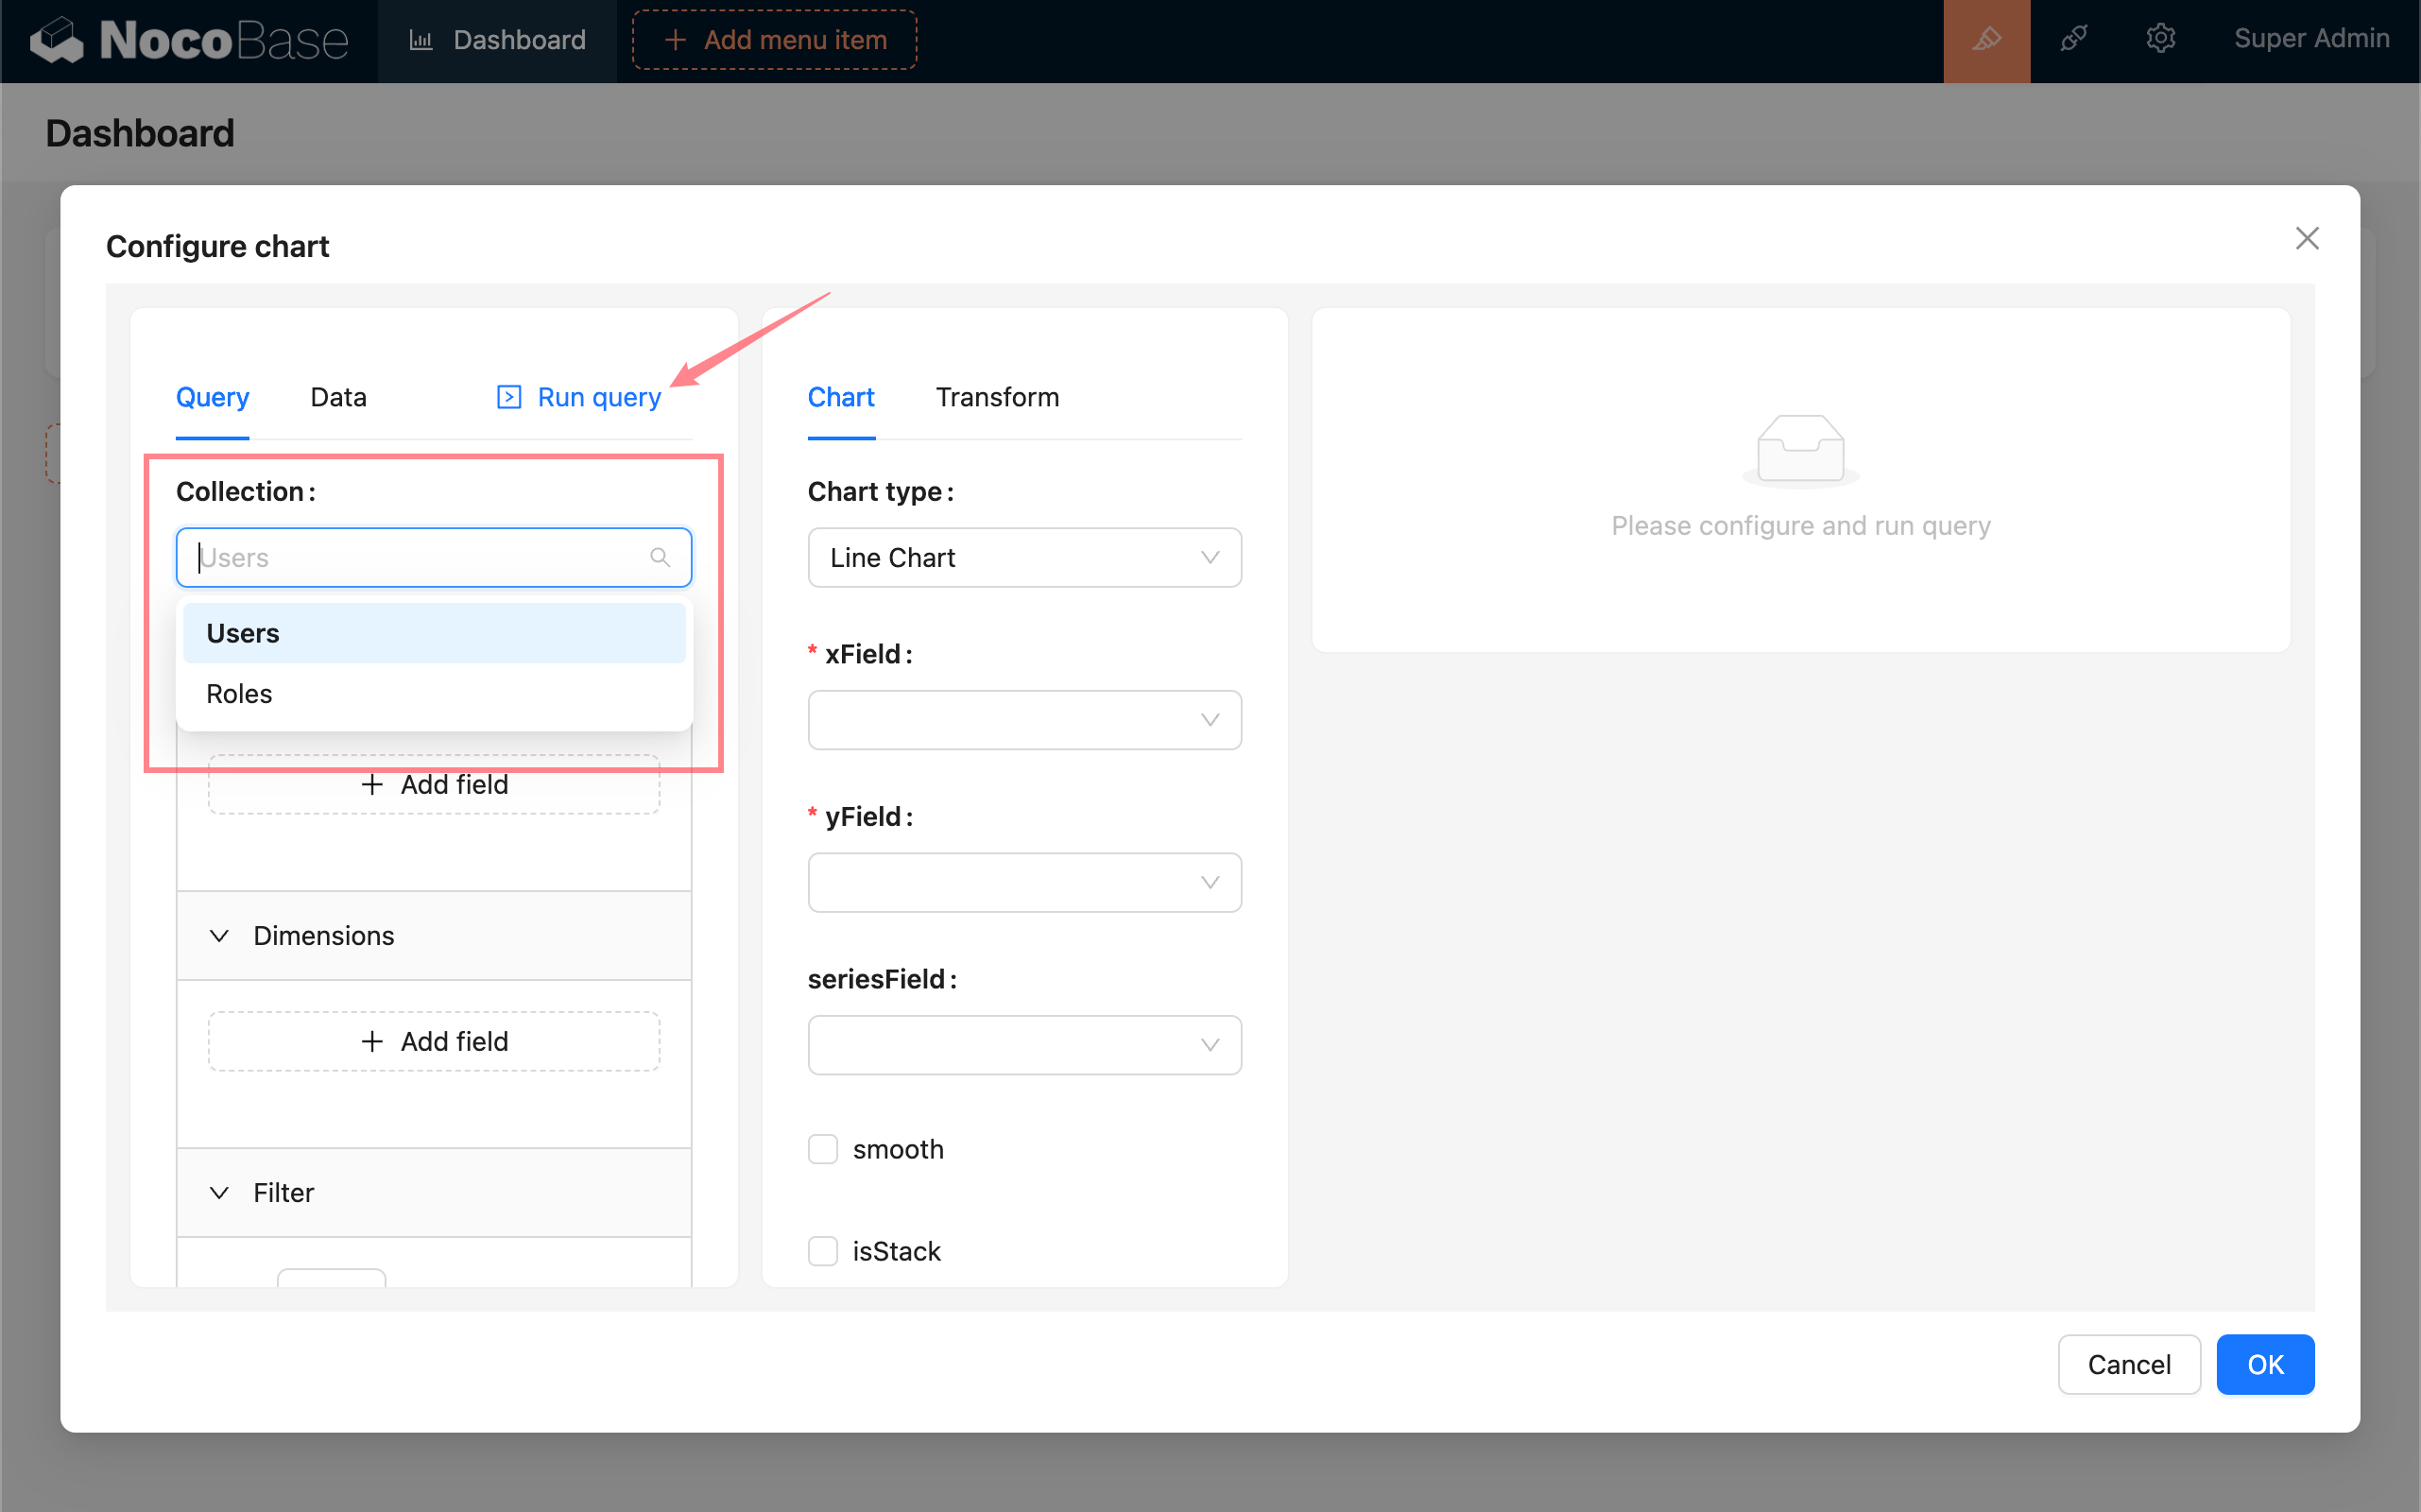 NocoBase
Dashboard
+ Add menu item
Super Admin
Dashboard
Configure chart
Query
Data
Run query
Collection:
Users
Users
Roles
+ Add field
Dimensions
+ Add field
Filter
Chart
Transform
Chart type:
Line Chart
* xField:
* yField:
seriesField:
smooth
isStack
Please configure and run query
Cancel
OK